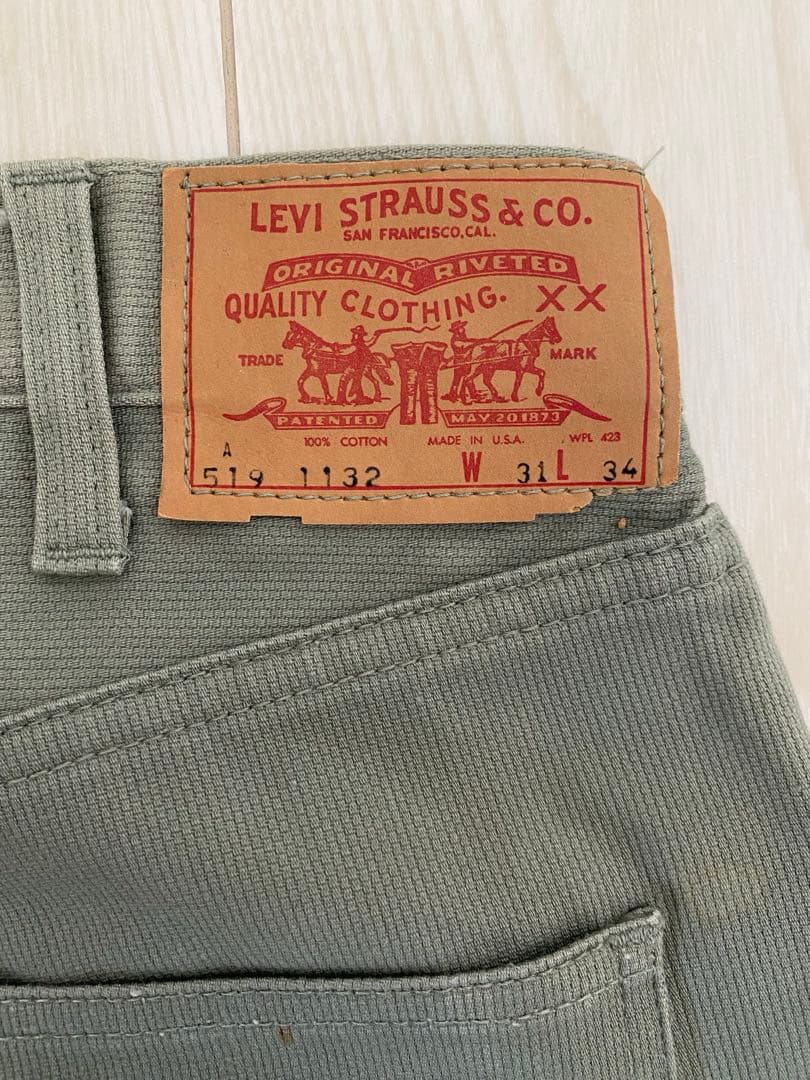 LEVI STRAUSS & CO.
SAN FRANCISCO, CAL.
ORIGINAL RIVETED
QUALITY CLOTHING. XX
TRADE MARK
PATENTED MAY 20 1873
100% COTTON MADE IN U.S.A. WPL 423
A
519 1132 W 31 L 34